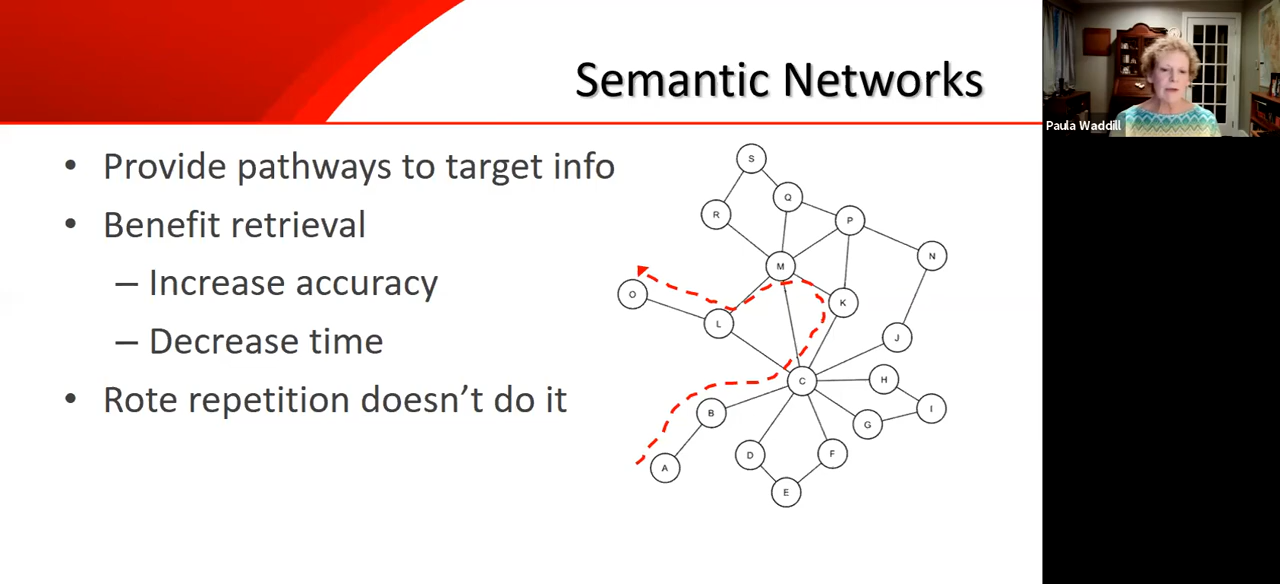 Semantic Networks
Paula Waddill
• Provide pathways to target info
• Benefit retrieval
– Increase accuracy
– Decrease time
• Rote repetition doesn’t do it
S
Q
R
P
N
M
O
K
L
J
C
H
B
I
G
D
F
A
E